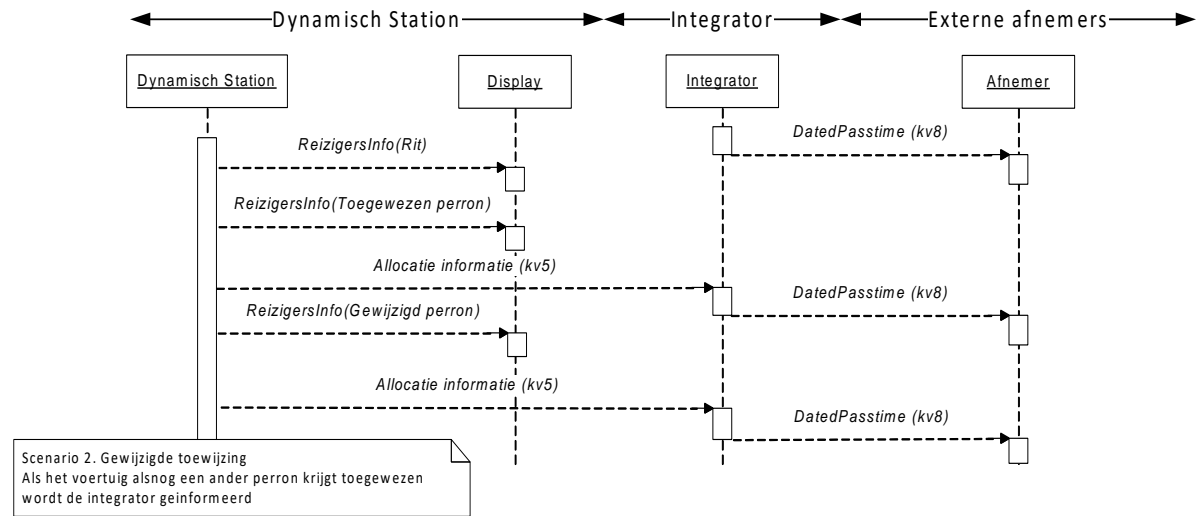 Dynamisch Station Integrator Externe afnemers
Dynamisch Station Display Integrator Afnemer
DatedPasstime (kv8)
ReizigersInfo(Rit)
ReizigersInfo(Toegewezen perron)
Allocatie informatie (kv5)
DatedPasstime (kv8)
ReizigersInfo(Gewijzigd perron)
Allocatie informatie (kv5)
DatedPasstime (kv8)
Scenario 2. Gewijzigde toewijzing
Als het voertuig alsnog een ander perron krijgt toegewezen
wordt de integrator geinformeerd